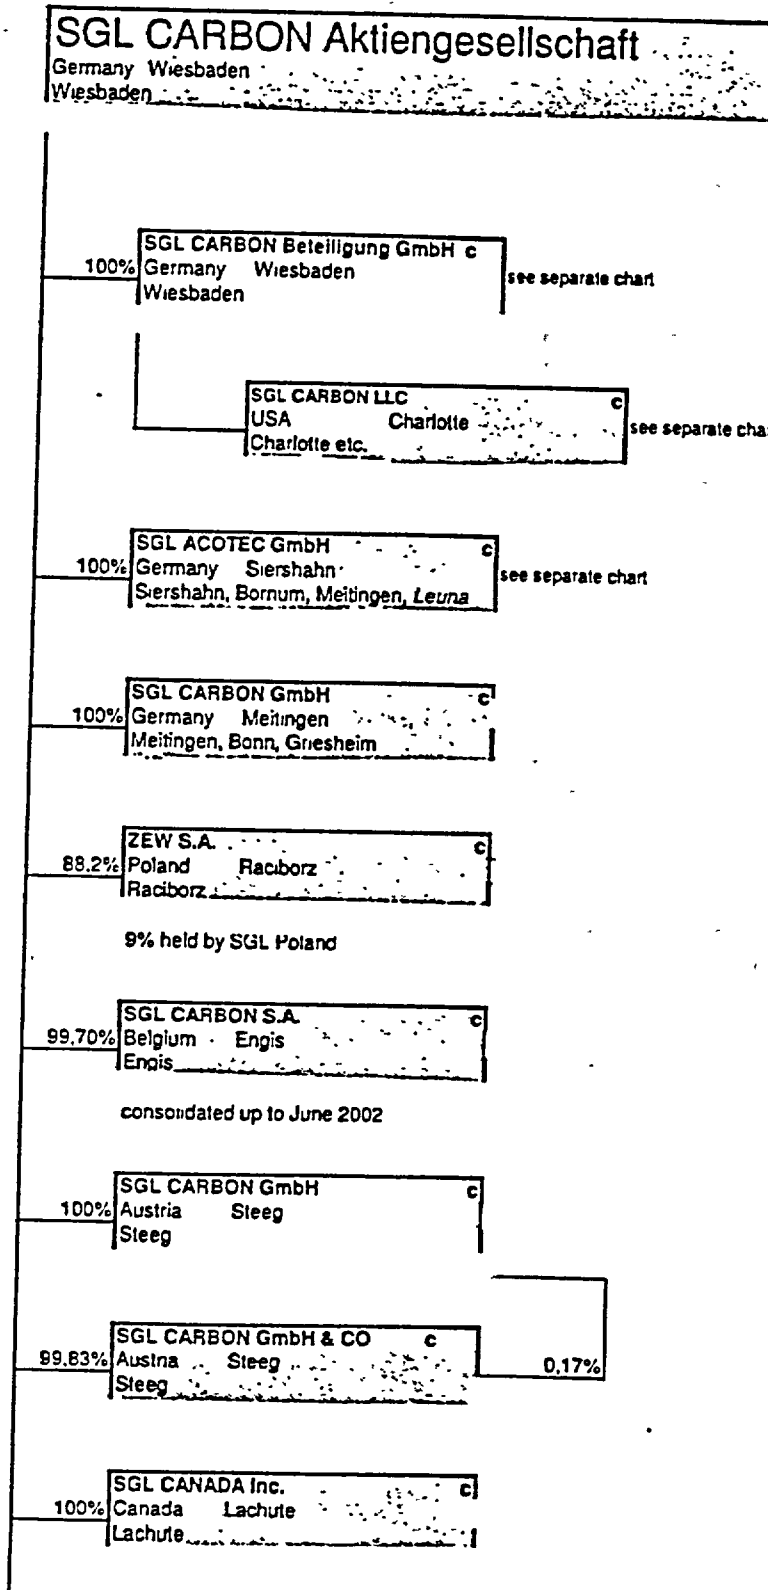 SGL CARBON Aktiengesellschaft
Germany Wiesbaden
Wiesbaden
SGL CARBON Beteiligung GmbH c
100% Germany Wiesbaden
see separate chart
Wiesbaden
SGL CARBON LLC c
USA Charlotte
see separate cha
Charlotte etc.
SGL ACOTEC GmbH c
100% Germany Siershahn
see separate chart
Siershahn, Bornum, Meitingen, Leuna
SGL CARBON GmbH c
100% Germany Meitingen
Meitingen, Bonn, Griesheim
ZEW S.A. c
88.2% Poland Raciborz
Raciborz
9% held by SGL Poland
SGL CARBON S.A. c
99,70% Belgium Engis
Engis
consolidated up to June 2002
SGL CARBON GmbH c
100% Austria Steeg
Steeg
SGL CARBON GmbH & CO c
99,83% Austria Steeg 0,17%
Steeg
SGL CANADA Inc. c
100% Canada Lachute
Lachute